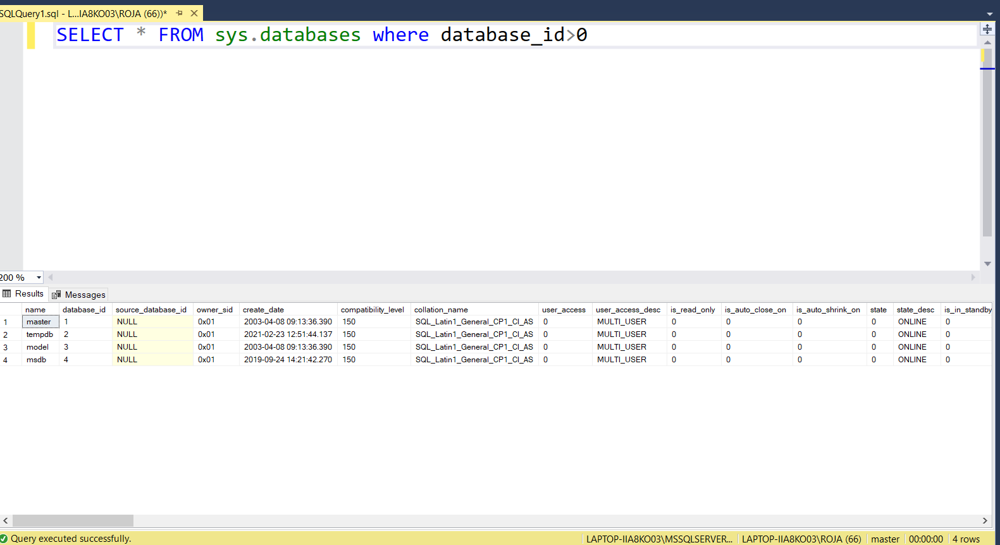 SQLQuery1.sql - L...IA8KO03\ROJA (66))*
SELECT * FROM sys.databases where database_id>0
200 %
Results Messages
name database_id source_database_id owner_sid create_date compatibility_level collation_name user_access user_access_desc is_read_only is_auto_close_on is_auto_shrink_on state state_desc is_in_standby
1 master 1 NULL 0x01 2003-04-08 09:13:36.390 150 SQL_Latin1_General_CP1_CI_AS 0 MULTI_USER 0 0 0 0 ONLINE 0
2 tempdb 2 NULL 0x01 2021-02-23 12:51:44.137 150 SQL_Latin1_General_CP1_CI_AS 0 MULTI_USER 0 0 0 0 ONLINE 0
3 model 3 NULL 0x01 2003-04-08 09:13:36.390 150 SQL_Latin1_General_CP1_CI_AS 0 MULTI_USER 0 0 0 0 ONLINE 0
4 msdb 4 NULL 0x01 2019-09-24 14:21:42.270 150 SQL_Latin1_General_CP1_CI_AS 0 MULTI_USER 0 0 0 0 ONLINE 0
Query executed successfully. LAPTOP-IIA8KO03\MSSQLSERVER... LAPTOP-IIA8KO03\ROJA (66) master 00:00:00 4 rows